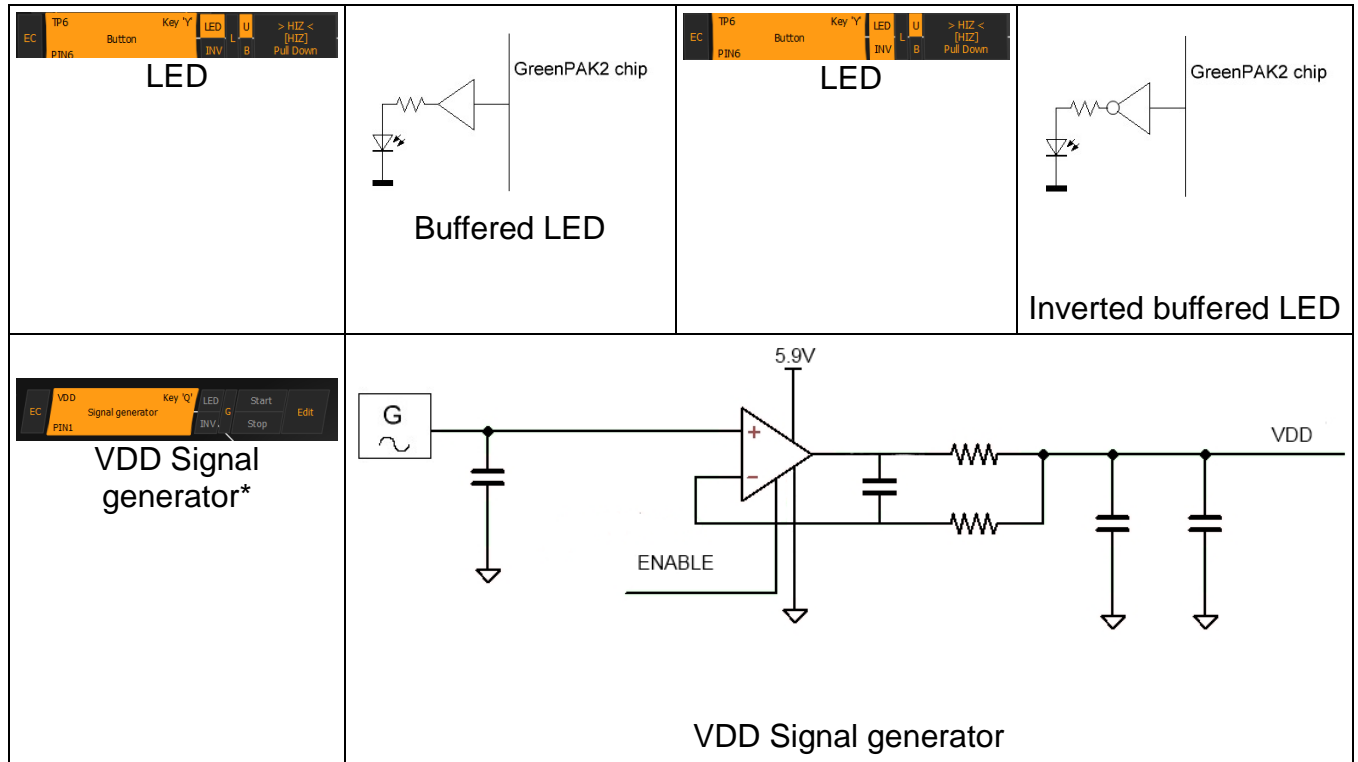 EC
TP6
Key 'Y'
Button
PIN6
LED
INV
L
U
B
> HIZ <
[HIZ]
Pull Down
LED
GreenPAK2 chip
Buffered LED
EC
TP6
Key 'Y'
Button
PIN6
LED
INV
L
U
B
> HIZ <
[HIZ]
Pull Down
LED
GreenPAK2 chip
Inverted buffered LED
EC
VDD
Key 'Q'
Signal generator
PIN1
LED
INV.
G
Start
Stop
Edit
VDD Signal
generator*
G
5.9V
+
−
ENABLE
VDD
VDD Signal generator